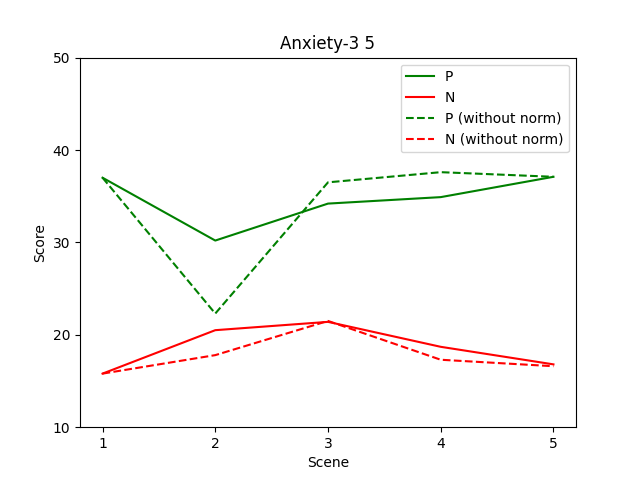 Anxiety-3 5
50
40
30
20
10
Score
1 2 3 4 5
Scene
P
N
P (without norm)
N (without norm)